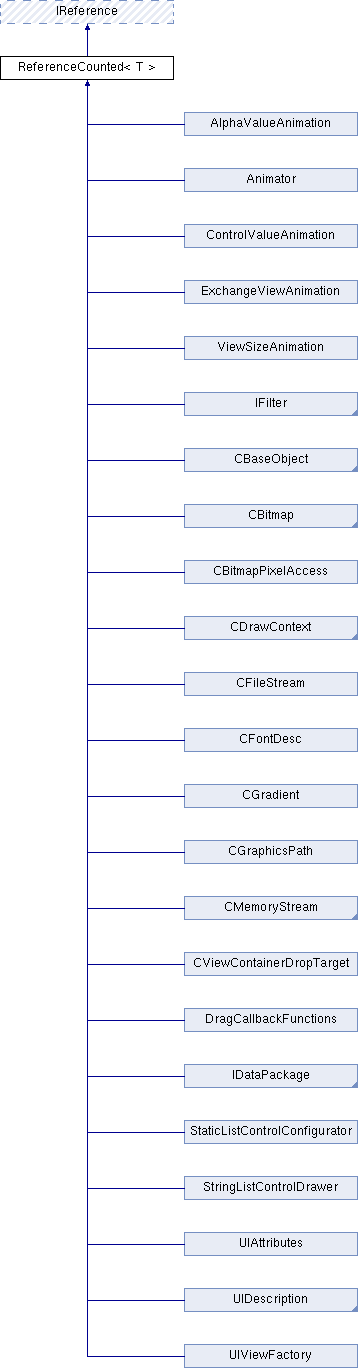 IReference
ReferenceCounted< T >
AlphaValueAnimation
Animator
ControlValueAnimation
ExchangeViewAnimation
ViewSizeAnimation
IFilter
CBaseObject
CBitmap
CBitmapPixelAccess
CDrawContext
CFileStream
CFontDesc
CGradient
CGraphicsPath
CMemoryStream
CViewContainerDropTarget
DragCallbackFunctions
IDataPackage
StaticListControlConfigurator
StringListControlDrawer
UIAttributes
UIDescription
UIViewFactory